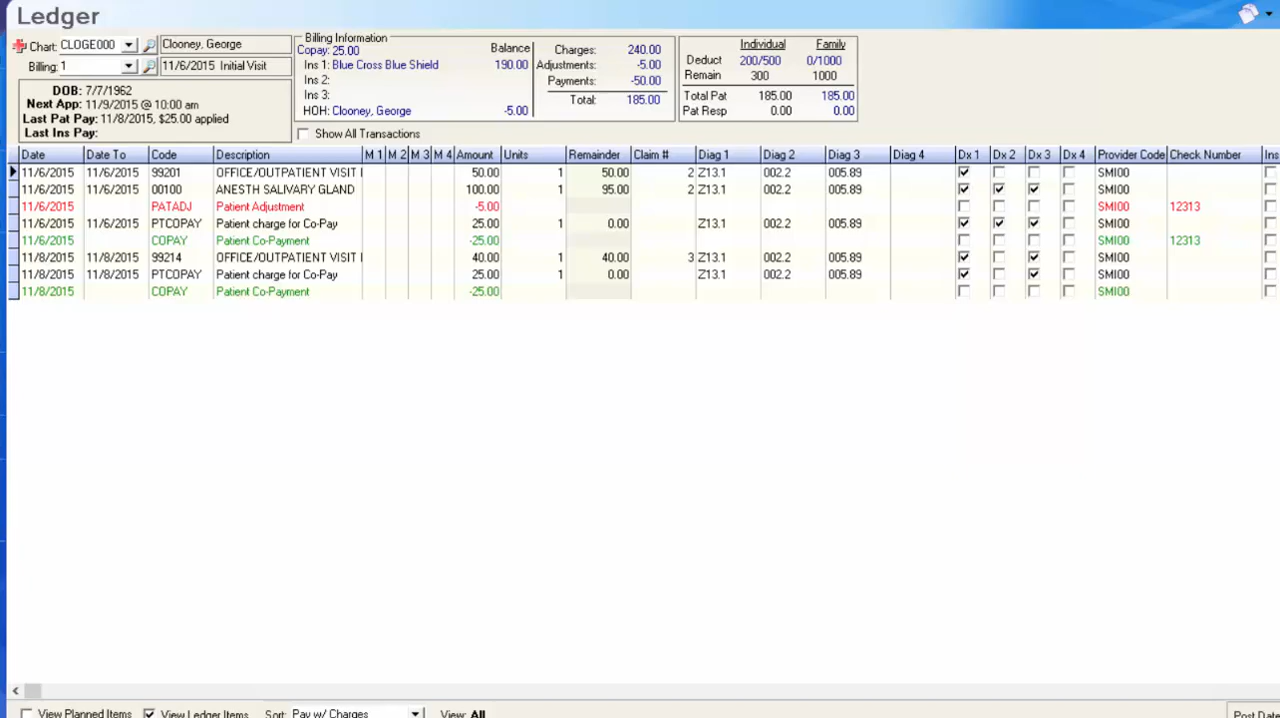 Ledger
Chart: CLOGE000 Clooney, George
Billing: 1 11/6/2015 Initial Visit
DOB: 7/7/1962
Next App: 11/9/2015 @ 10:00 am
Last Pat Pay: 11/8/2015, $25.00 applied
Last Ins Pay:
Billing Information
Copay: 25.00 Balance
Ins 1: Blue Cross Blue Shield 190.00
Ins 2:
Ins 3:
HOH: Clooney, George -5.00
Charges: 240.00
Adjustments: -5.00
Payments: -50.00
Total: 185.00
Individual Family
Deduct 200/500 0/1000
Remain 300 1000
Total Pat 185.00 185.00
Pat Resp 0.00 0.00
Show All Transactions
Date Date To Code Description M 1 M 2 M 3 M 4 Amount Units Remainder Claim # Diag 1 Diag 2 Diag 3 Diag 4 Dx 1 Dx 2 Dx 3 Dx 4 Provider Code Check Number Ins
11/6/2015 11/6/2015 99201 OFFICE/OUTPATIENT VISIT 50.00 1 50.00 2 Z13.1 002.2 005.89 SMI00
11/6/2015 11/6/2015 00100 ANESTH SALIVARY GLAND 100.00 1 95.00 2 Z13.1 002.2 005.89 SMI00
11/6/2015 PATADJ Patient Adjustment -5.00 SMI00 12313
11/6/2015 11/6/2015 PTCOPAY Patient charge for Co-Pay 25.00 1 0.00 Z13.1 002.2 005.89 SMI00
11/6/2015 COPAY Patient Co-Payment -25.00 SMI00 12313
11/8/2015 11/8/2015 99214 OFFICE/OUTPATIENT VISIT 40.00 1 40.00 3 Z13.1 002.2 005.89 SMI00
11/8/2015 11/8/2015 PTCOPAY Patient charge for Co-Pay 25.00 1 0.00 Z13.1 002.2 005.89 SMI00
11/8/2015 COPAY Patient Co-Payment -25.00 SMI00
View Planned Items View Ledger Items Sort: Pay w/ Charges View: All Post Date